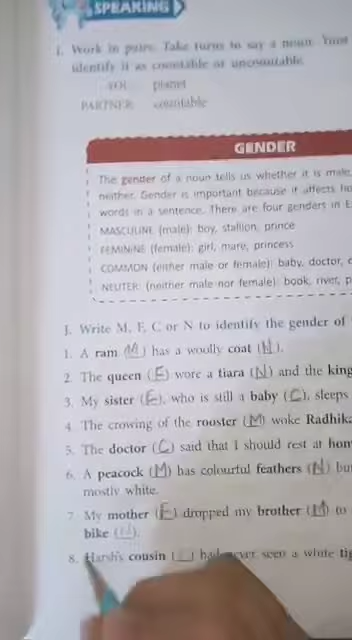 SPEAKING
I. Work in pairs. Take turns to say a noun. Your
identify it as countable or uncountable.
YOU: planet
PARTNER: countable
GENDER
The gender of a noun tells us whether it is male,
neither. Gender is important because it affects
words in a sentence. There are four genders in E
MASCULINE (male): boy, stallion, prince
FEMININE (female): girl, mare, princess
COMMON (either male or female): baby, doctor, c
NEUTER: (neither male nor female): book, river, p
J. Write M, F, C or N to identify the gender of
1. A ram (M) has a woolly coat (N).
2. The queen (F) wore a tiara (N) and the king
3. My sister (F), who is still a baby (C), sleeps
4. The crowing of the rooster (M) woke Radhika
5. The doctor (C) said that I should rest at hom
6. A peacock (M) has colourful feathers (N) but
mostly white.
7. My mother (F) dropped my brother (M) to
bike (N).
8. Harsh's cousin (__) had never seen a white tig